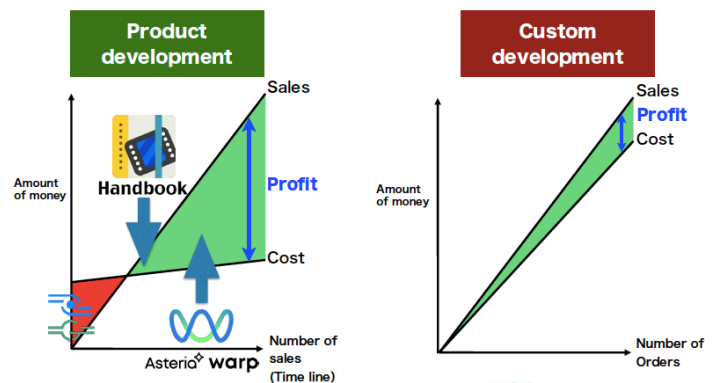 Product
development
Sales
Handbook
Amount
of money
Profit
Cost
Asteria warp
Number of
sales
(Time line)
Custom
development
Sales
Profit
Cost
Amount
of money
Number of
Orders